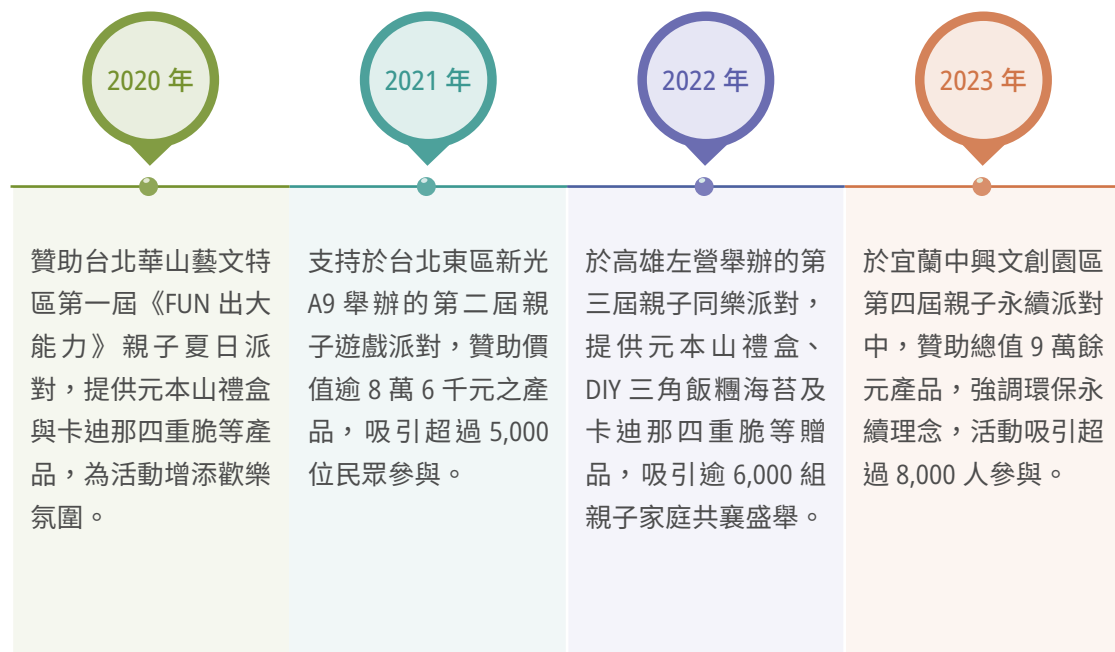 2020 年
贊助台北華山藝文特
區第一屆《FUN 出大
能力》親子夏日派
對，提供元本山禮盒
與卡迪那四重脆等產
品，為活動增添歡樂
氛圍。
2021 年
支持於台北東區新光
A9 舉辦的第二屆親
子遊戲派對，贊助價
值逾 8 萬 6 千元之產
品，吸引超過 5,000
位民眾參與。
2022 年
於高雄左營舉辦的第
三屆親子同樂派對，
提供元本山禮盒、
DIY 三角飯糰海苔及
卡迪那四重脆等贈
品，吸引逾 6,000 組
親子家庭共襄盛舉。
2023 年
於宜蘭中興文創園區
第四屆親子永續派對
中，贊助總值 9 萬餘
元產品，強調環保永
續理念，活動吸引超
過 8,000 人參與。